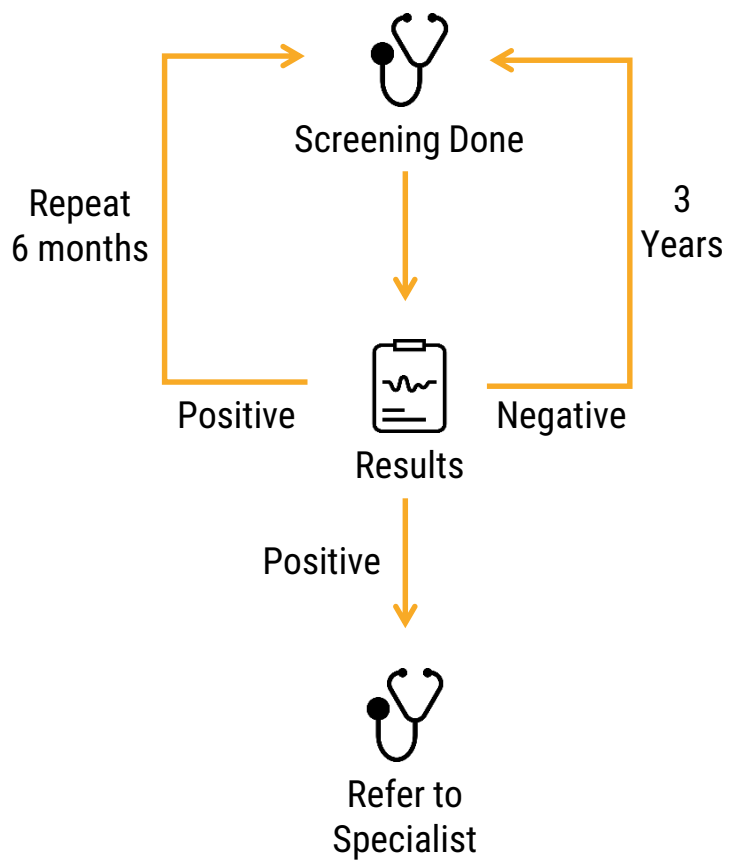 Screening Done
Repeat
6 months
3
Years
Positive
Negative
Results
Positive
Refer to
Specialist